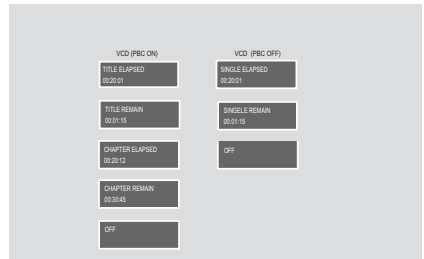 VCD (PBC ON)
TITLE ELAPSED
00:20:01
TITLE REMAIN
00:01:15
CHAPTER ELAPSED
00:20:12
CHAPTER REMAIN
00:30:45
OFF
VCD (PBC OFF)
SINGLE ELAPSED
00:20:01
SINGELE REMAIN
00:01:15
OFF